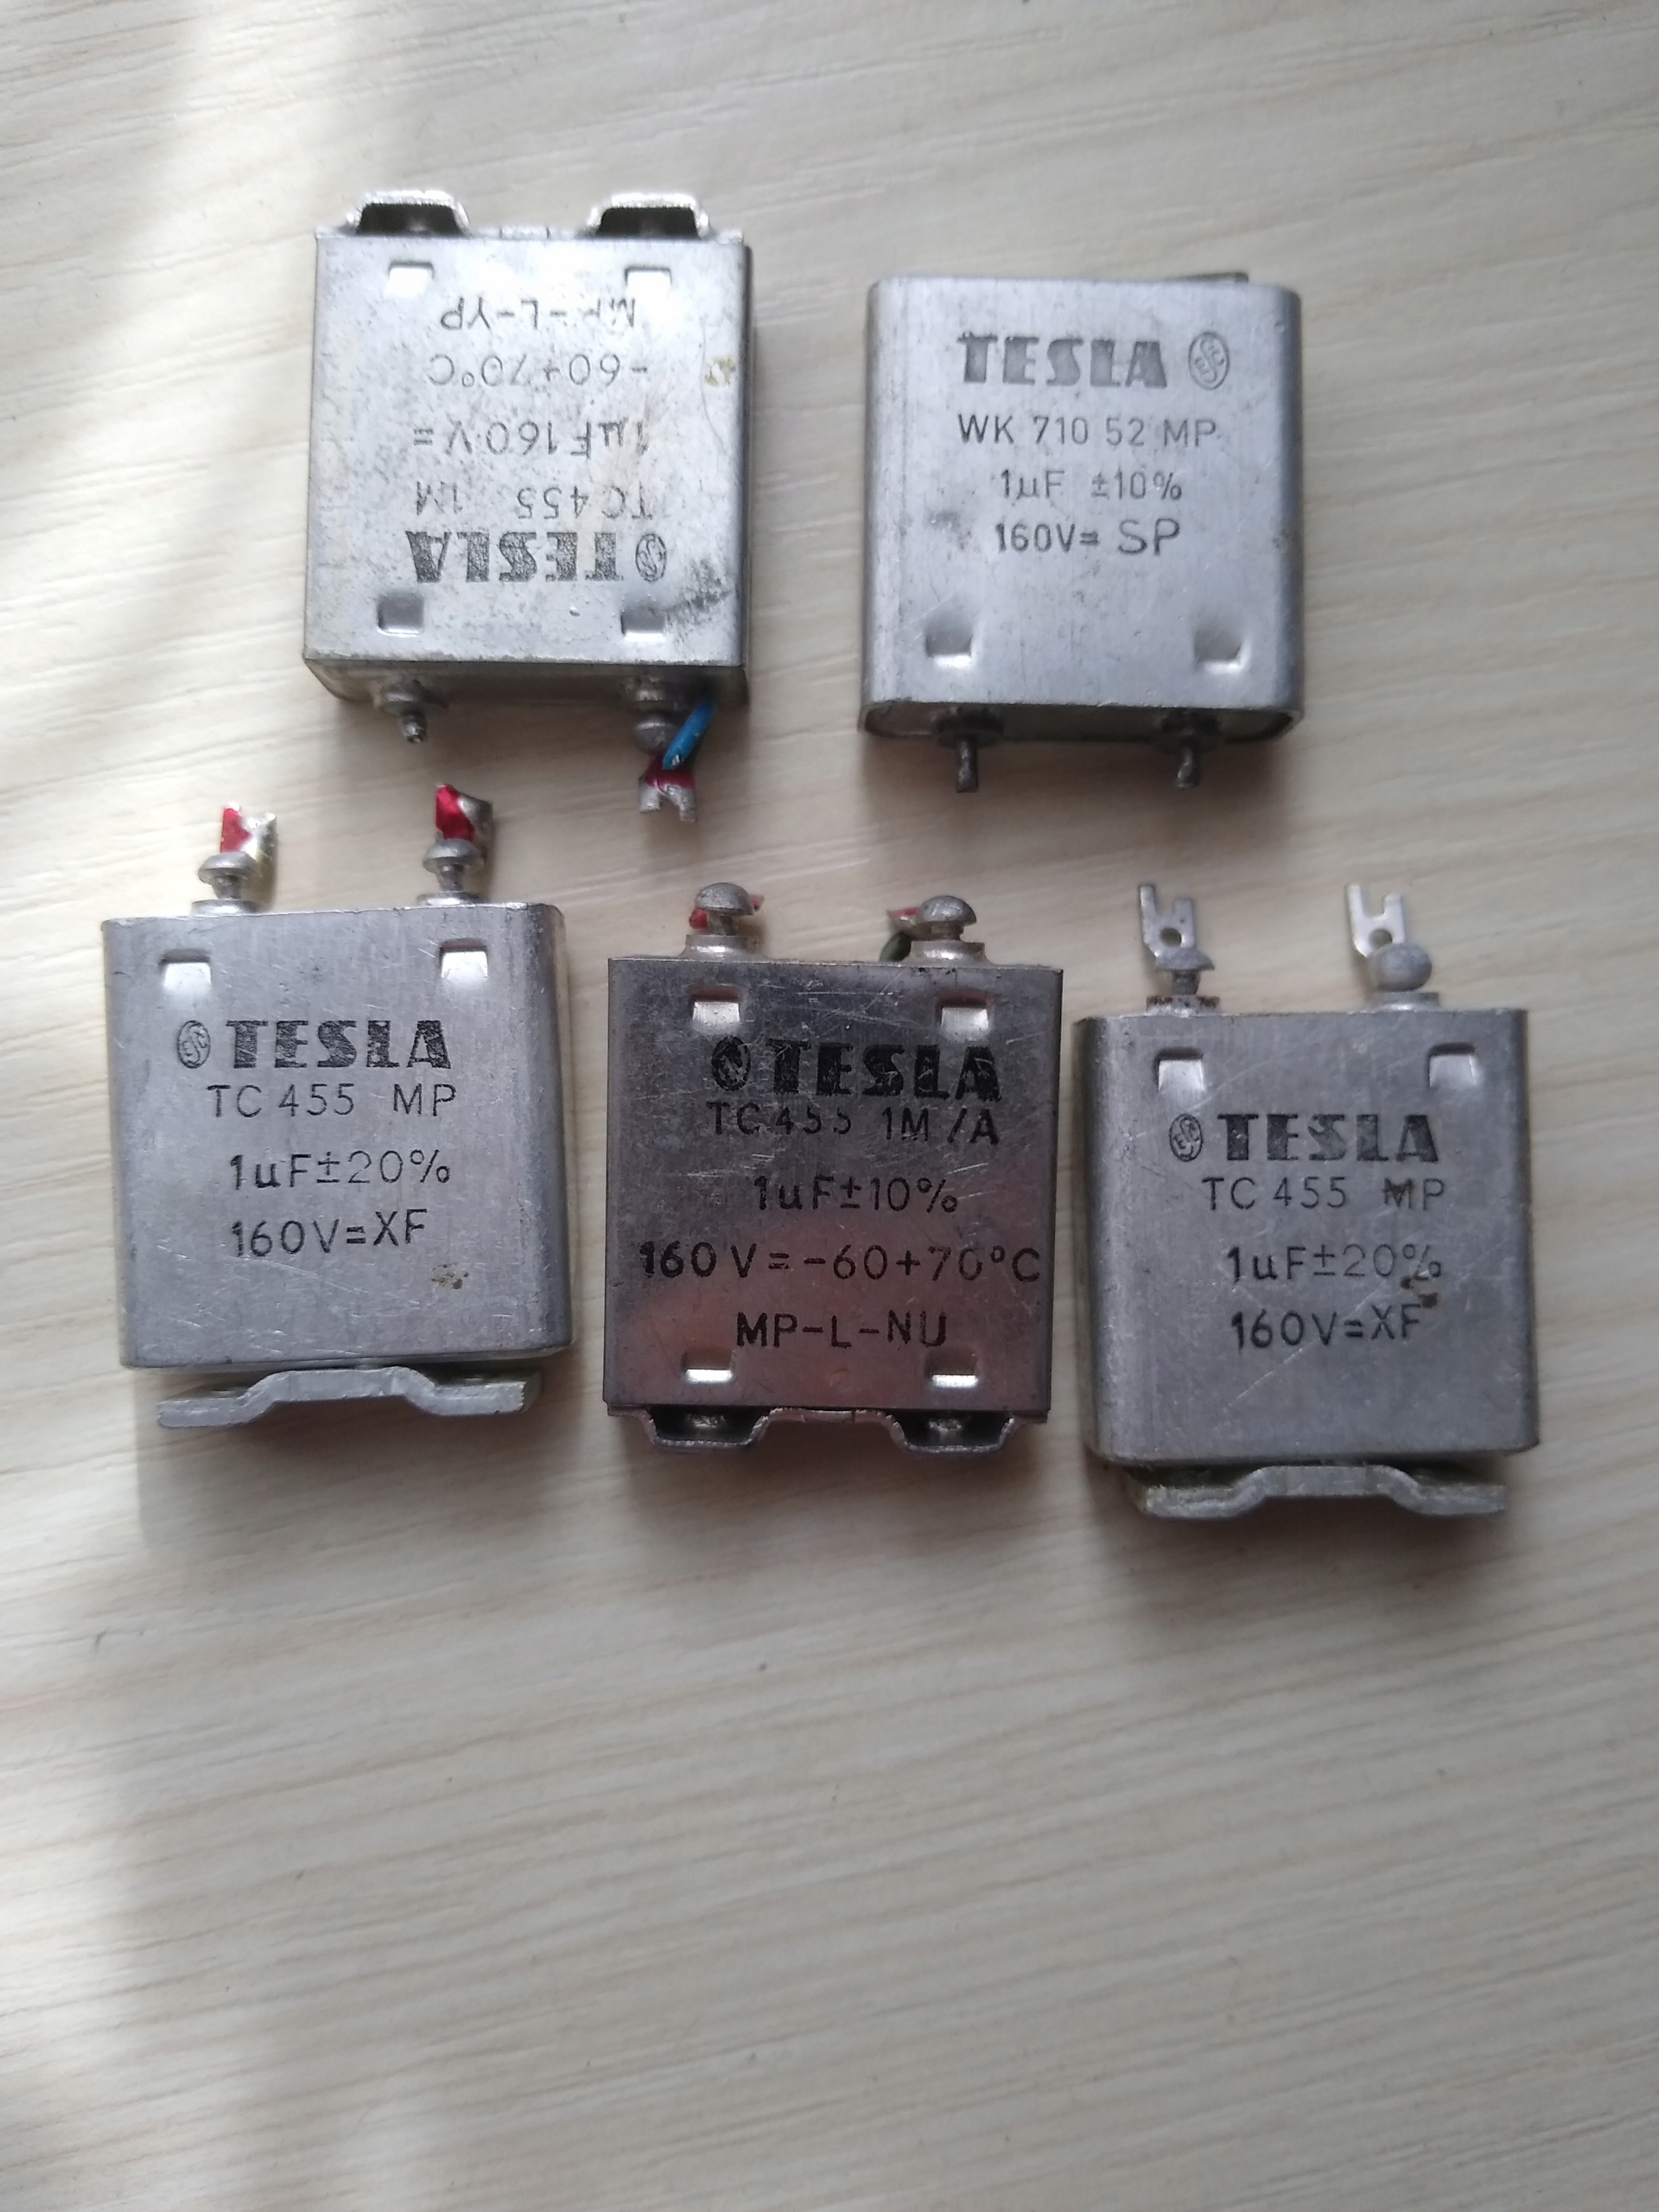 TESLA
TC 455 1M
1µF 160V=
-60+70°C
MP-L-YP
TESLA
WK 710 52 MP
1µF ±10%
160V= SP
TESLA
TC 455 MP
1uF±20%
160V=XF
TESLA
TC 455 1M/A
1uF±10%
160V=-60+70°C
MP-L-NU
TESLA
TC 455 MP
1uF±20%
160V=XF